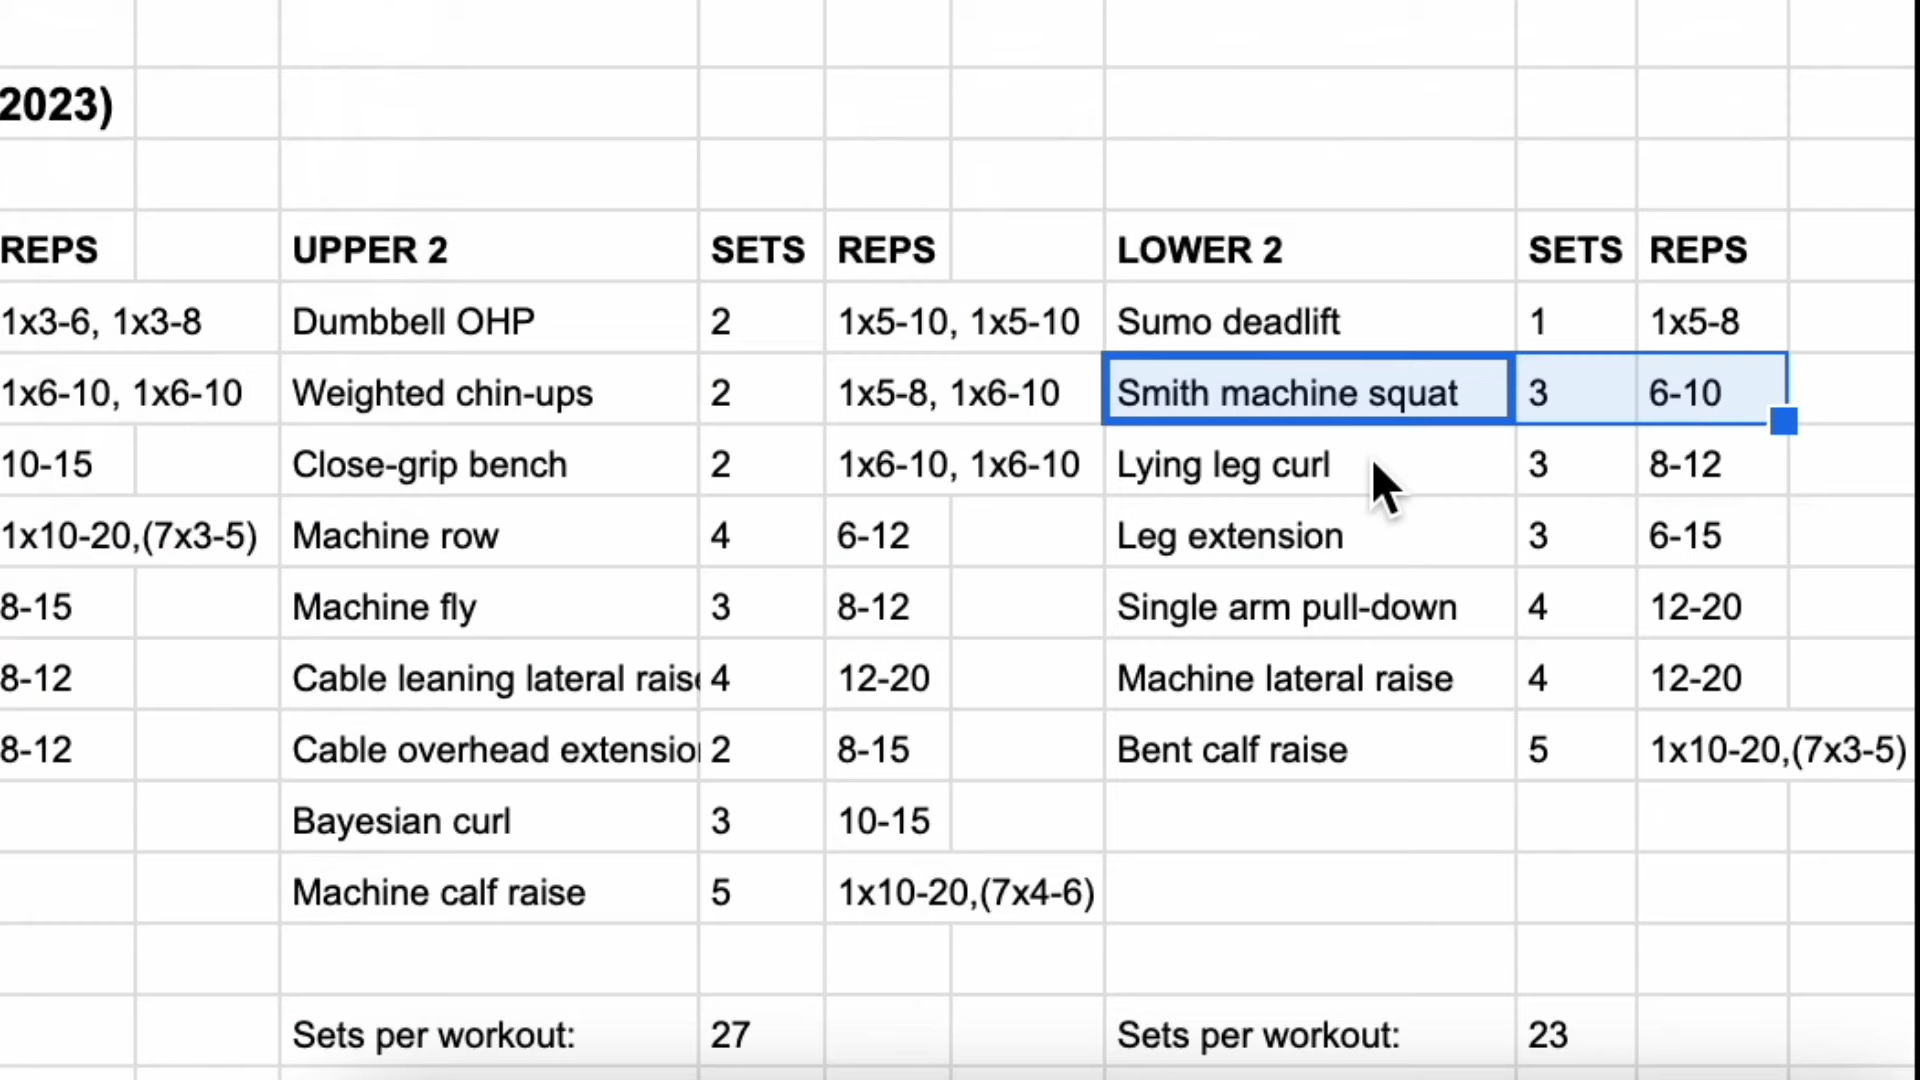 2023)
REPS UPPER 2 SETS REPS LOWER 2 SETS REPS
1x3-6, 1x3-8 Dumbbell OHP 2 1x5-10, 1x5-10 Sumo deadlift 1 1x5-8
1x6-10, 1x6-10 Weighted chin-ups 2 1x5-8, 1x6-10 Smith machine squat 3 6-10
10-15 Close-grip bench 2 1x6-10, 1x6-10 Lying leg curl 3 8-12
1x10-20,(7x3-5) Machine row 4 6-12 Leg extension 3 6-15
8-15 Machine fly 3 8-12 Single arm pull-down 4 12-20
8-12 Cable leaning lateral raise 4 12-20 Machine lateral raise 4 12-20
8-12 Cable overhead extensio 2 8-15 Bent calf raise 5 1x10-20,(7x3-5)
Bayesian curl 3 10-15
Machine calf raise 5 1x10-20,(7x4-6)
Sets per workout: 27 Sets per workout: 23